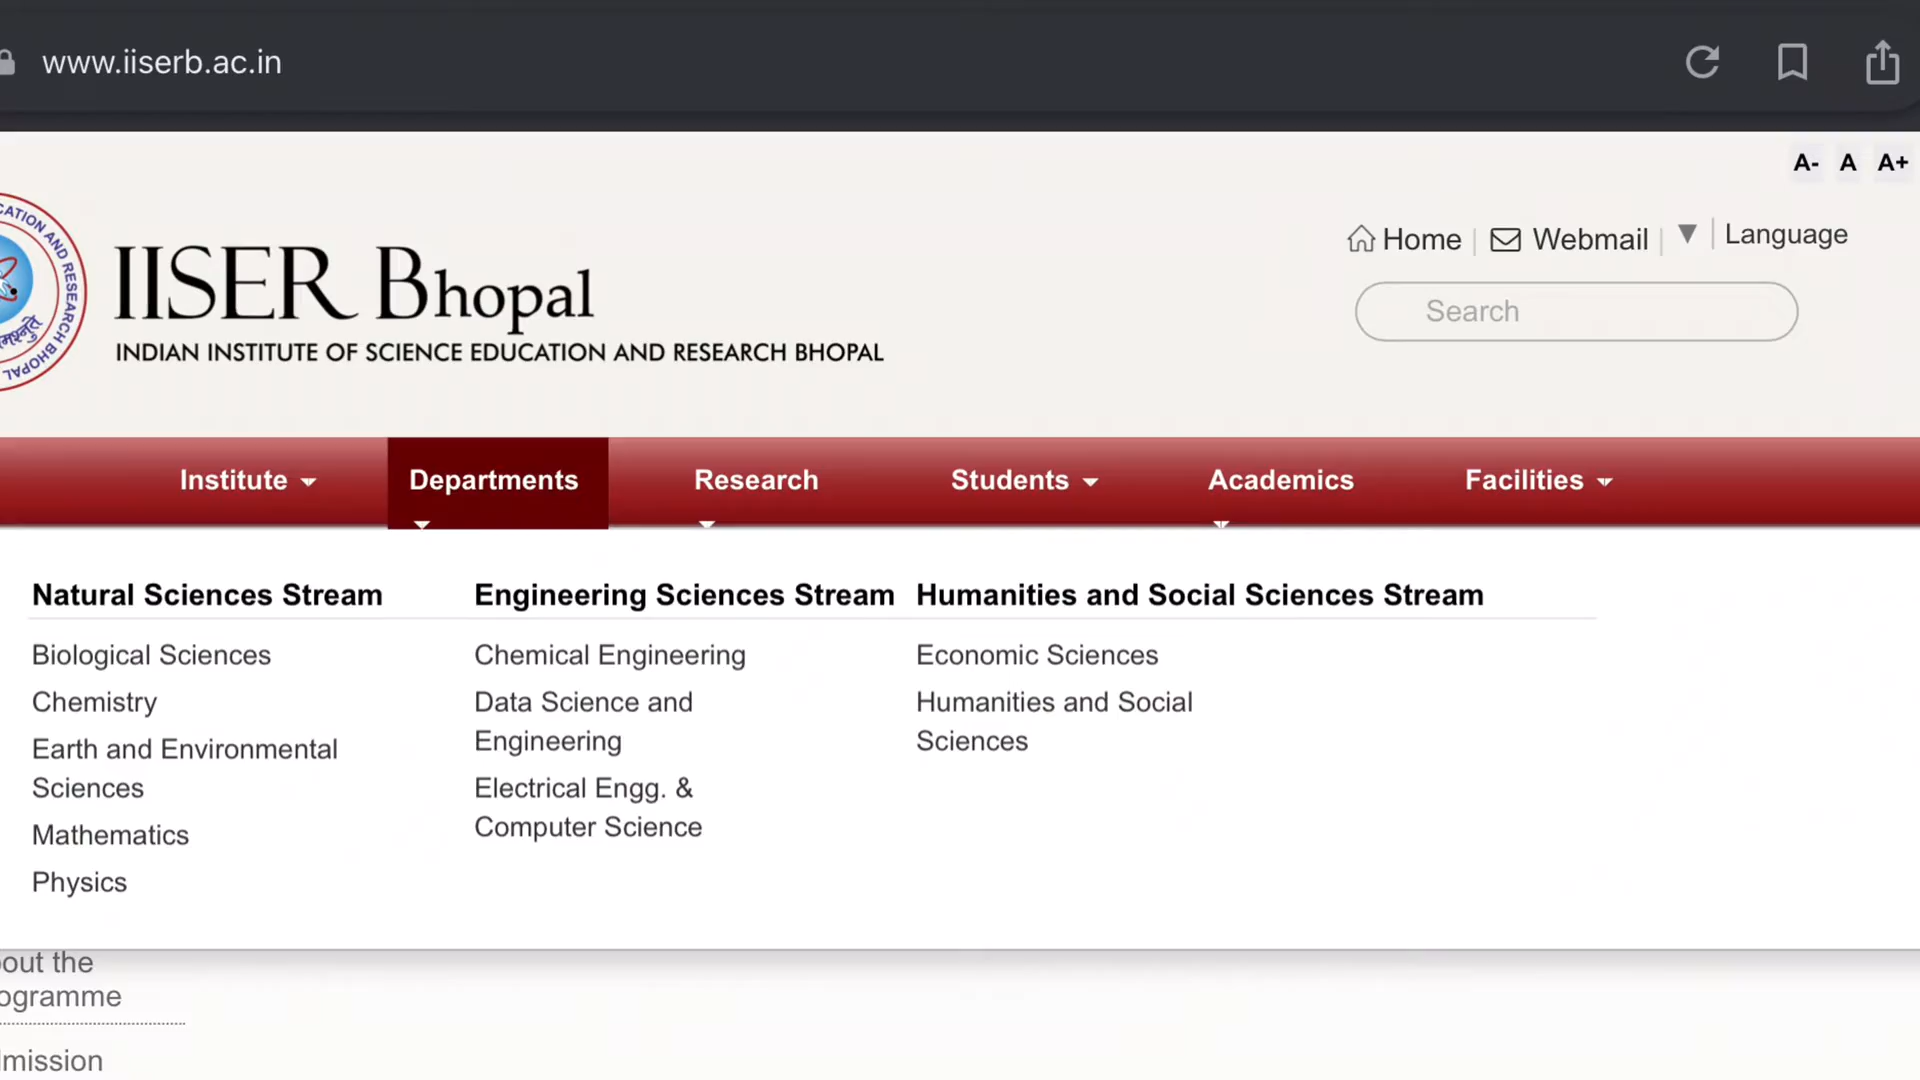 www.iiserb.ac.in
A- A A+
Home Webmail Language
Search
IISER Bhopal
INDIAN INSTITUTE OF SCIENCE EDUCATION AND RESEARCH BHOPAL
Institute Departments Research Students Academics Facilities
Natural Sciences Stream
Biological Sciences
Chemistry
Earth and Environmental
Sciences
Mathematics
Physics
Engineering Sciences Stream
Chemical Engineering
Data Science and
Engineering
Electrical Engg. &
Computer Science
Humanities and Social Sciences Stream
Economic Sciences
Humanities and Social
Sciences
out the
ogramme
mission